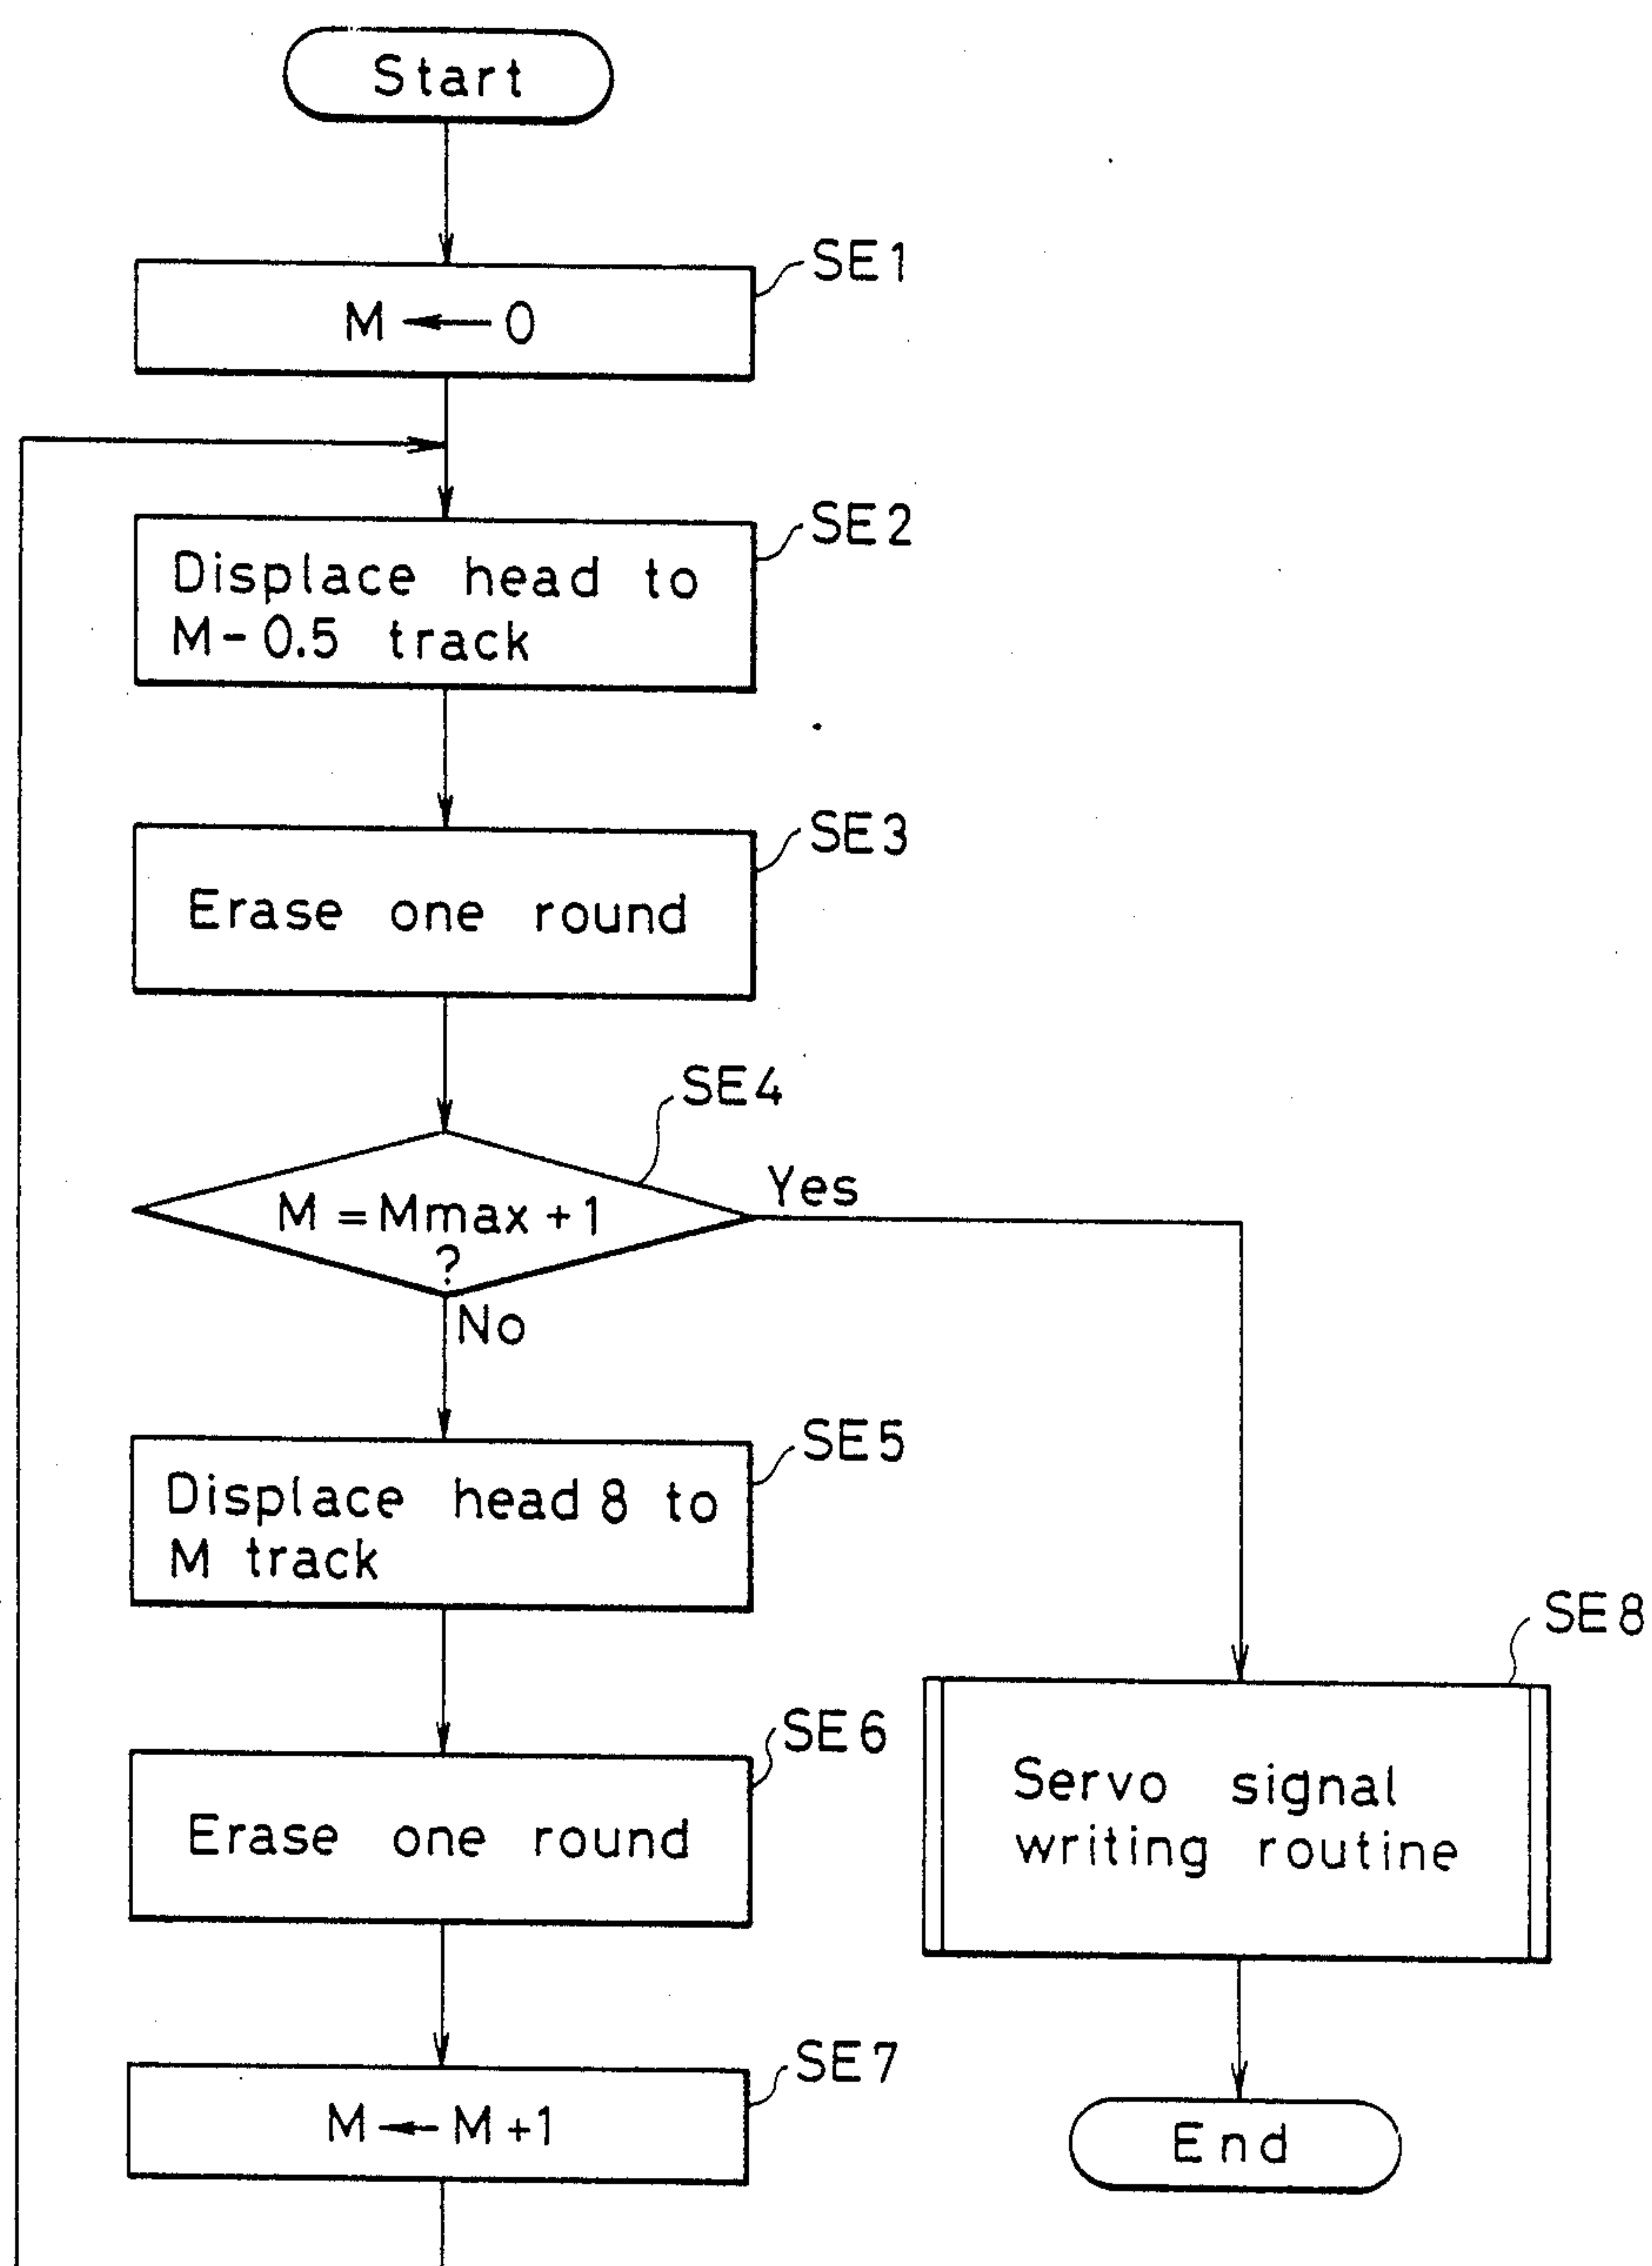 Start
SE1
M ← 0
SE2
Displace head to
M-0.5 track
SE3
Erase one round
SE4
M = Mmax + 1
?
Yes
No
SE5
Displace head 8 to
M track
SE6
Erase one round
SE7
M ← M + 1
SE8
Servo signal
writing routine
End